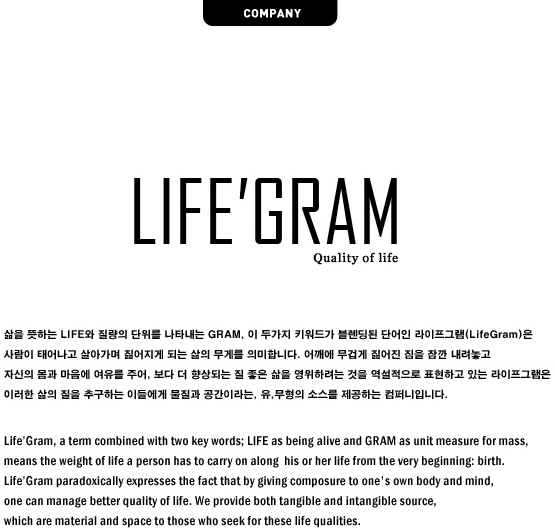 COMPANY
LIFE'GRAM
Quality of life
삶을 뜻하는 LIFE와 질량의 단위를 나타내는 GRAM, 이 두가지 키워드가 블렌딩된 단어인 라이프그램(LifeGram)은
사람이 태어나고 살아가며 짊어지게 되는 삶의 무게를 의미합니다. 어깨에 무겁게 짊어진 짐을 잠깐 내려놓고
자신의 몸과 마음에 여유를 주어, 보다 더 향상되는 질 좋은 삶을 영위하려는 것을 역설적으로 표현하고 있는 라이프그램은
이러한 삶의 질을 추구하는 이들에게 물질과 공간이라는, 유,무형의 소스를 제공하는 컴퍼니입니다.
Life'Gram, a term combined with two key words; LIFE as being alive and GRAM as unit measure for mass,
means the weight of life a person has to carry on along his or her life from the very beginning: birth.
Life'Gram paradoxically expresses the fact that by giving composure to one's own body and mind,
one can manage better quality of life. We provide both tangible and intangible source,
which are material and space to those who seek for these life qualities.